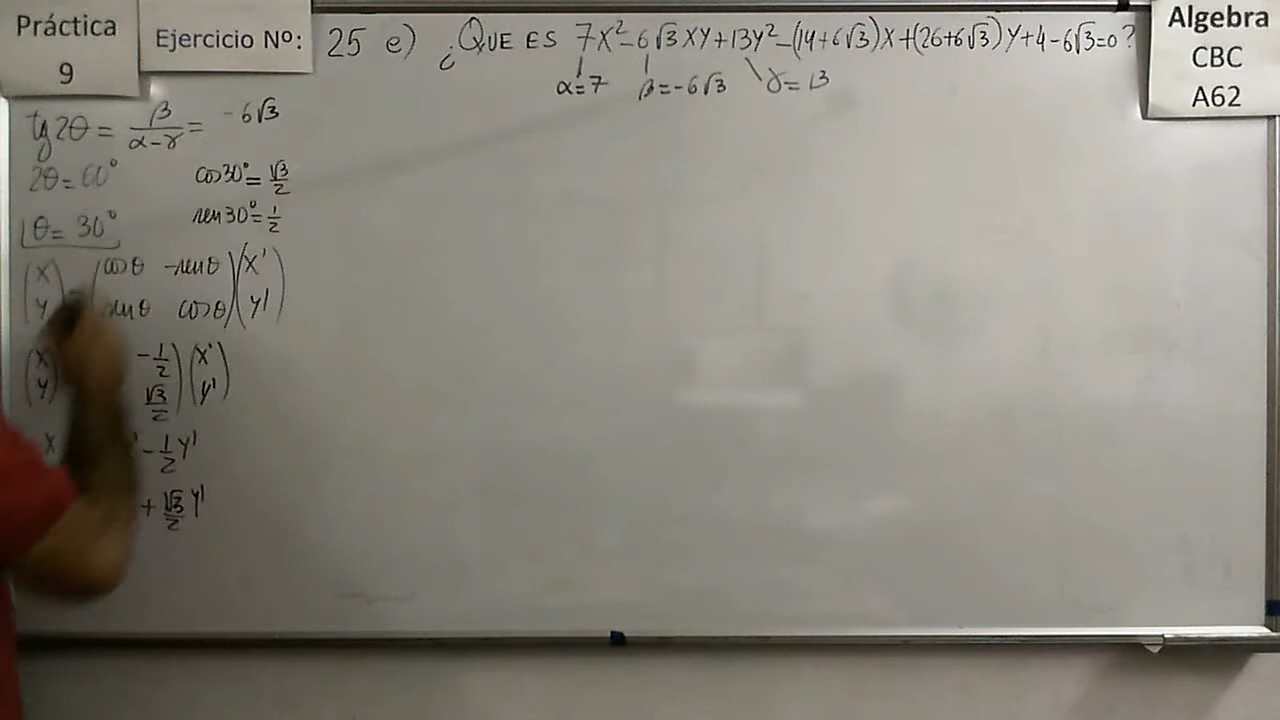 Práctica
9
Ejercicio Nº:
25 e) ¿QUE ES 7x²-6√3xy+13y²-(14+6√3)x+(26+6√3)y+4-6√3=0?
α=7 β=-6√3 γ=13
Algebra
CBC
A62
tg2θ = β/(α-γ) = -6√3
2θ=60°
cos30°=√3/2
θ=30°
sen30°=1/2
(x y) = (cosθ -senθ senθ cosθ)(x' y')
(x y) -1/2 √3/2)(x' y')
x ' -1/2 y'
+ √3/2 y'